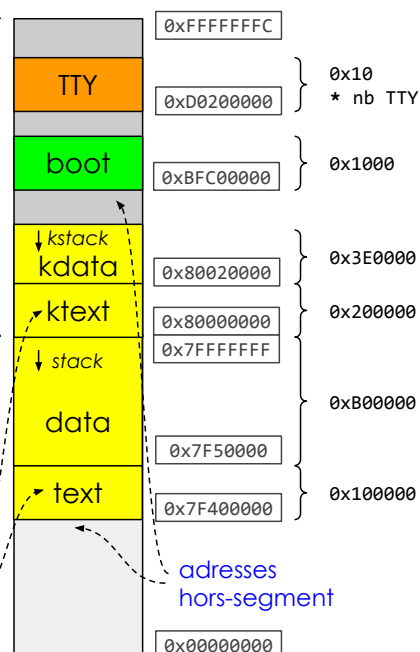 0xFFFFFFFC
TTY
0xD0200000
0x10
* nb TTY
boot
0xBFC00000
0x1000
kstack
kdata
0x80020000
0x3E0000
ktext
0x80000000
0x200000
0x7FFFFFFF
stack
data
0xB00000
0x7F50000
text
0x7F400000
0x100000
adresses
hors-segment
0x00000000